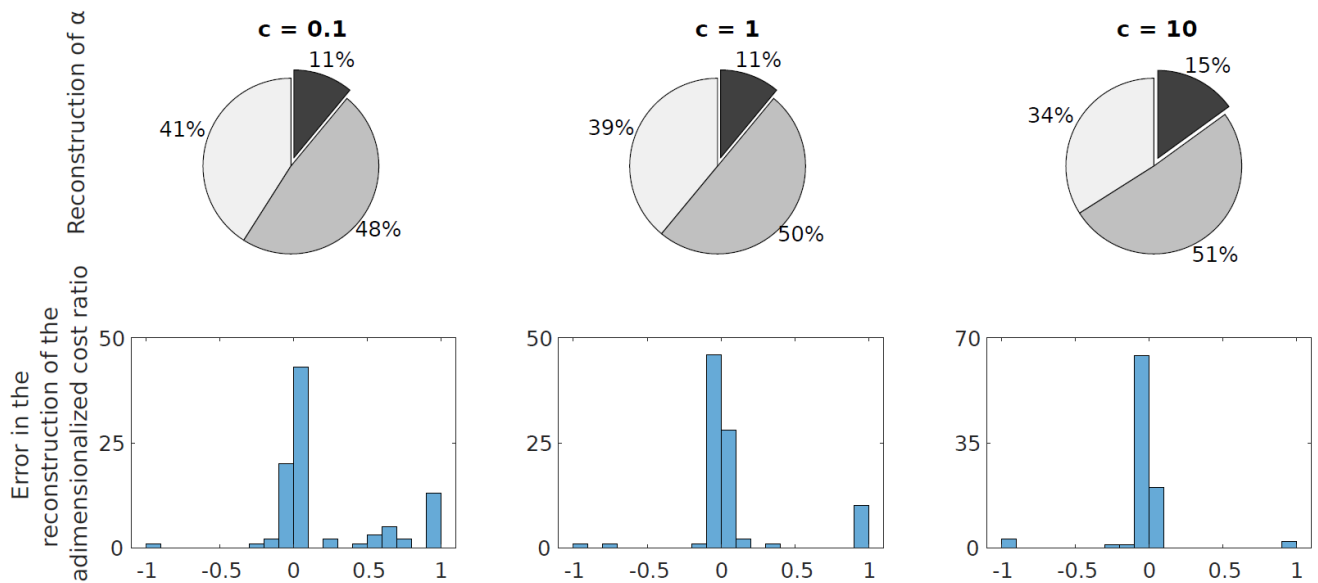 Reconstruction of α
c = 0.1
11%
41%
48%
c = 1
11%
39%
50%
c = 10
15%
34%
51%
Error in the
reconstruction of the
adimensionalized cost ratio
50
25
0
-1 -0.5 0 0.5 1
50
25
0
-1 -0.5 0 0.5 1
70
35
0
-1 -0.5 0 0.5 1